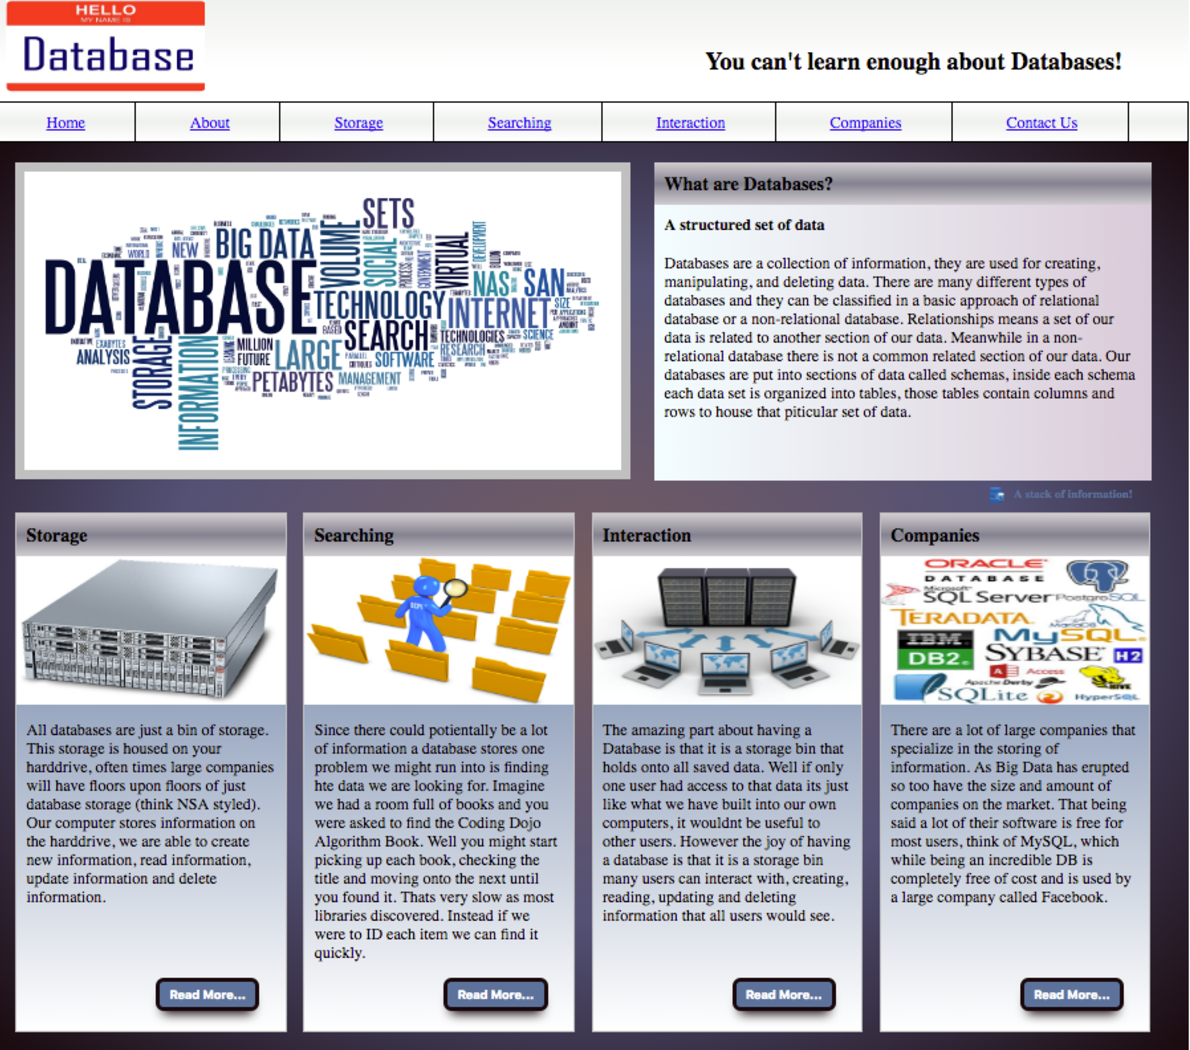 HELLO
MY NAME IS
Database
You can't learn enough about Databases!
Home
About
Storage
Searching
Interaction
Companies
Contact Us
SETS
BIG DATA
NEW
WORLD
VOLUME
SOCIAL
VIRTUAL
DEVELOPMENT
GOVERNMENT
PROCESS
DATABASE
NAS
SAN
TECHNOLOGY
INTERNET
SIZE
BASED
SEARCH
TECHNOLOGIES
SCIENCE
RESEARCH
EXABYTES
ANALYSIS
STORAGE
INFORMATION
MILLION
FUTURE
LARGE
PARALLEL
SOFTWARE
PETABYTES
MANAGEMENT
What are Databases?
A structured set of data
Databases are a collection of information, they are used for creating,
manipulating, and deleting data. There are many different types of
databases and they can be classified in a basic approach of relational
database or a non-relational database. Relationships means a set of our
data is related to another section of our data. Meanwhile in a non-
relational database there is not a common related section of our data. Our
databases are put into sections of data called schemas, inside each schema
each data set is organized into tables, those tables contain columns and
rows to house that piticular set of data.
A stack of information!
Storage
All databases are just a bin of storage.
This storage is housed on your
harddrive, often times large companies
will have floors upon floors of just
database storage (think NSA styled).
Our computer stores information on
the harddrive, we are able to create
new information, read information,
update information and delete
information.
Read More...
Searching
Since there could potientally be a lot
of information a database stores one
problem we might run into is finding
hte data we are looking for. Imagine
we had a room full of books and you
were asked to find the Coding Dojo
Algorithm Book. Well you might start
picking up each book, checking the
title and moving onto the next until
you found it. Thats very slow as most
libraries discovered. Instead if we
were to ID each item we can find it
quickly.
Read More...
Interaction
The amazing part about having a
Database is that it is a storage bin that
holds onto all saved data. Well if only
one user had access to that data its just
like what we have built into our own
computers, it wouldnt be useful to
other users. However the joy of having
a database is that it is a storage bin
many users can interact with, creating,
reading, updating and deleting
information that all users would see.
Read More...
Companies
ORACLE
DATABASE
Microsoft
SQL Server
PostgreSQL
TERADATA
MariaDB
IBM
DB2
MySQL
SYBASE
H2
Access
Apache Derby
HIVE
SQLite
HyperSQL
There are a lot of large companies that
specialize in the storing of
information. As Big Data has erupted
so too have the size and amount of
companies on the market. That being
said a lot of their software is free for
most users, think of MySQL, which
while being an incredible DB is
completely free of cost and is used by
a large company called Facebook.
Read More...